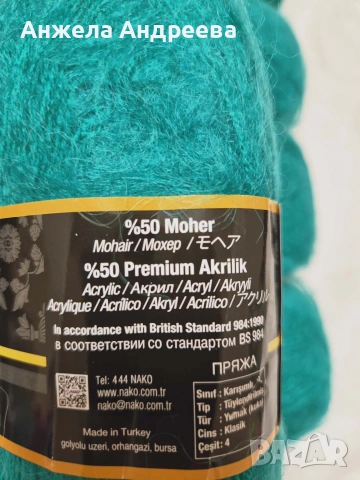 Анжела Андреева
%50 Moher
Mohair / Мохер / モヘア
%50 Premium Akrilik
Acrylic / Акрил / Acryl / Akryyli
Acrylique / Acrílico / Akryl / Acrilico / アクリル
In accordance with British Standard 984:1990
в соответствии со стандартом BS 984
ПРЯЖА
Tel: 444 NAKO
www.nako.com.tr
nako@nako.com.tr
Made in Turkey
golyolu uzeri, orhangazi, bursa
Sınıf : Karışımlı
Tip : Tüylendirilmiş
Tür : Yumak
Cins : Klasik
Çeşit : 4
BAZAR
bg